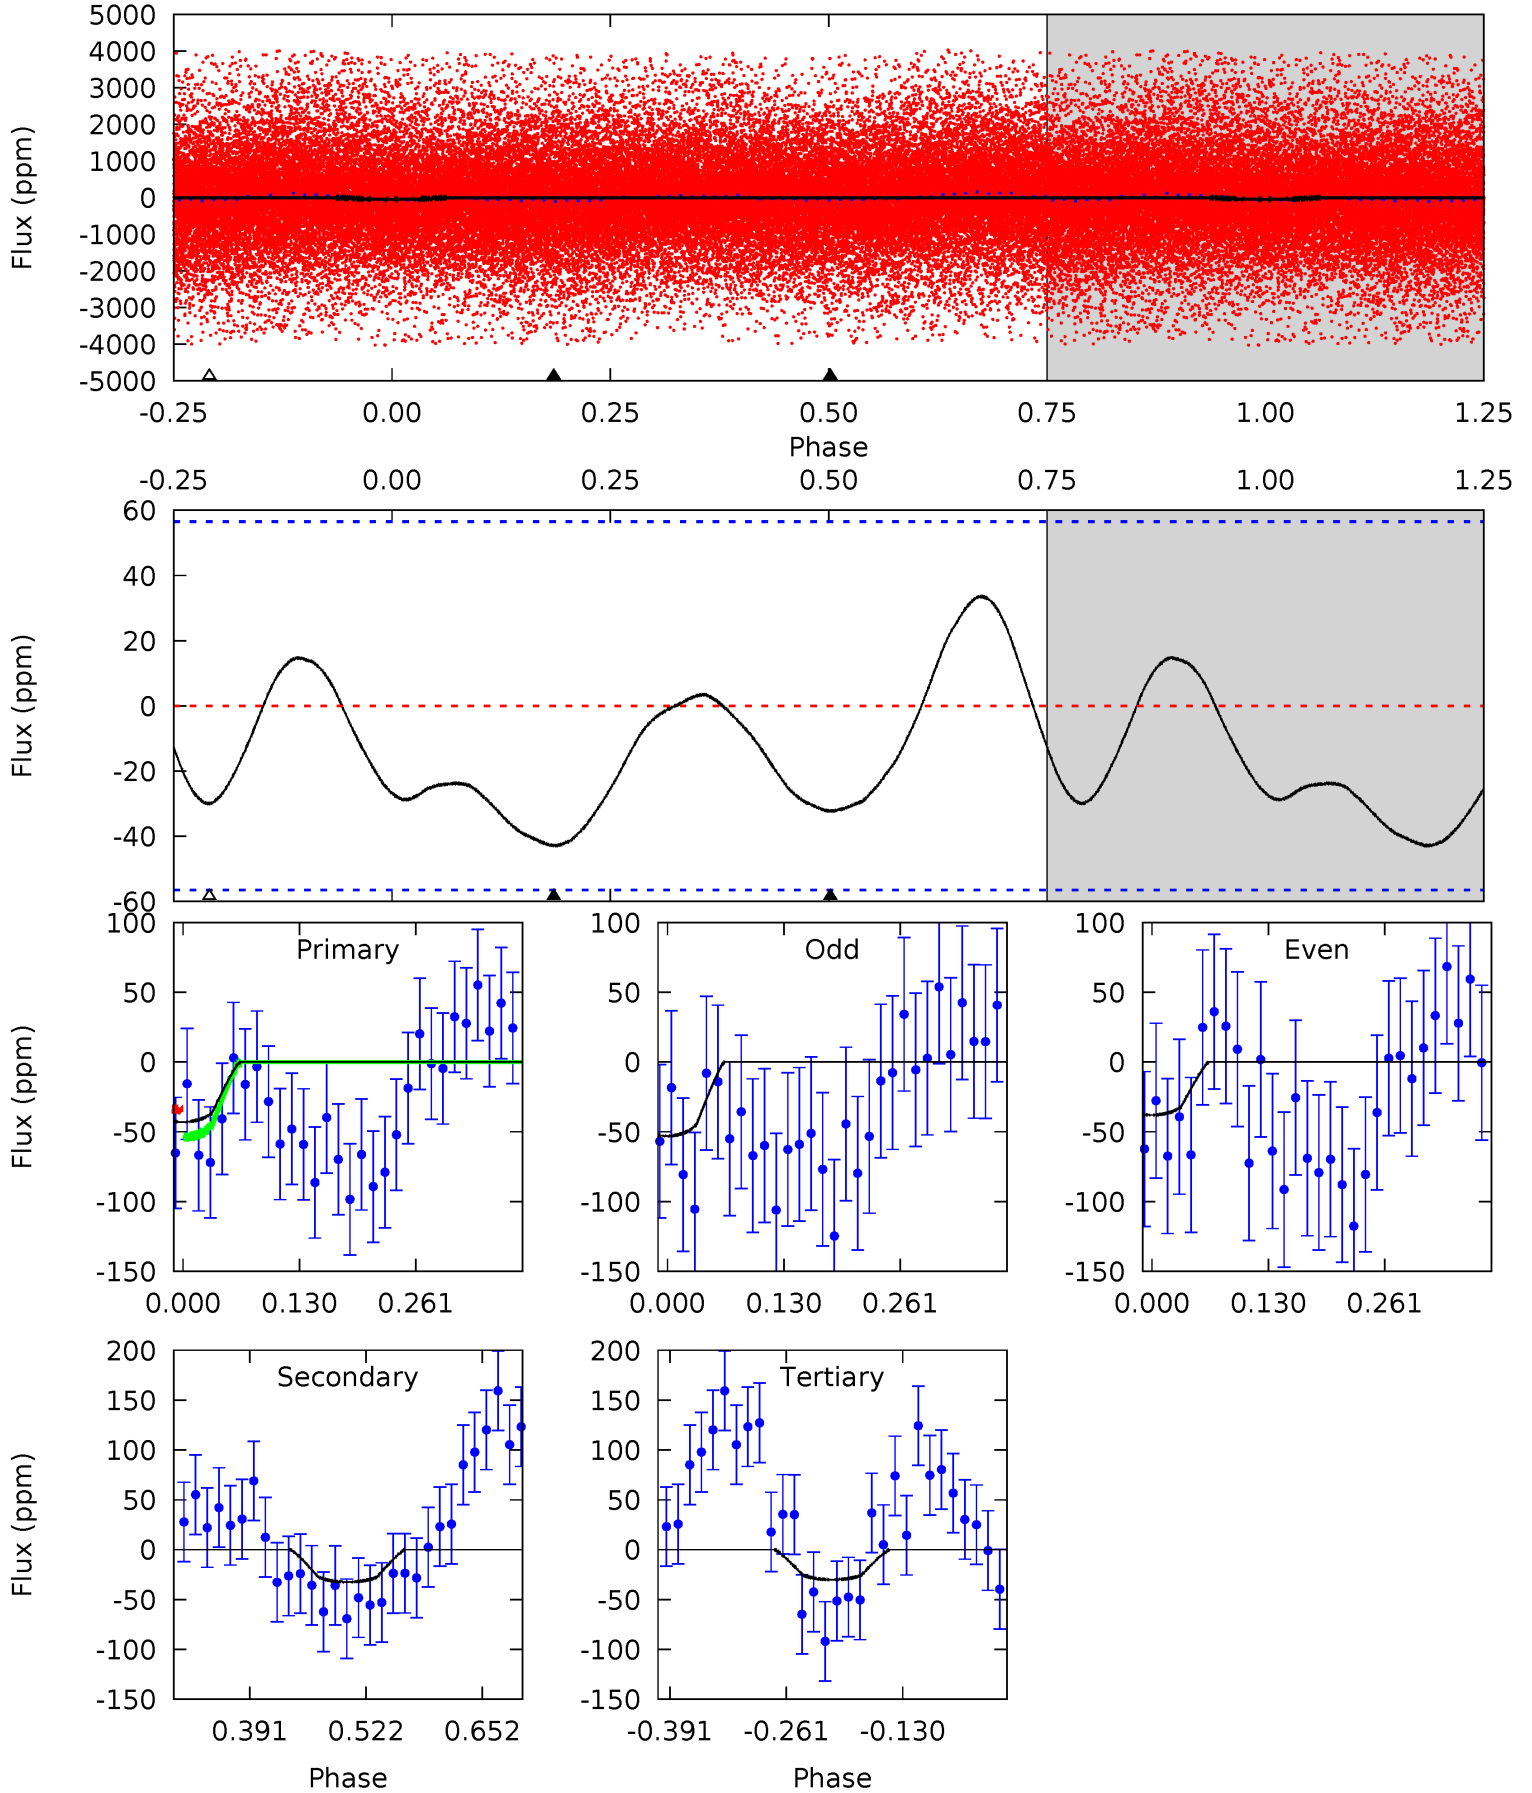 5000
4000
3000
2000
1000
0
-1000
-2000
-3000
-4000
-5000
Flux (ppm)
-0.25 0.00 0.25 0.50 0.75 1.00 1.25
Phase
-0.25 0.00 0.25 0.50 0.75 1.00 1.25
60
40
20
0
-20
-40
-60
Flux (ppm)
Primary Odd Even
100 100 100
50 50 50
0 0 0
-50 -50 -50
-100 -100 -100
-150 -150 -150
Flux (ppm)
0.000 0.130 0.261 0.000 0.130 0.261 0.000 0.130 0.261
Secondary Tertiary
200 200
150 150
100 100
50 50
0 0
-50 -50
-100 -100
-150 -150
Flux (ppm)
0.391 0.522 0.652 -0.391 -0.261 -0.130
Phase Phase